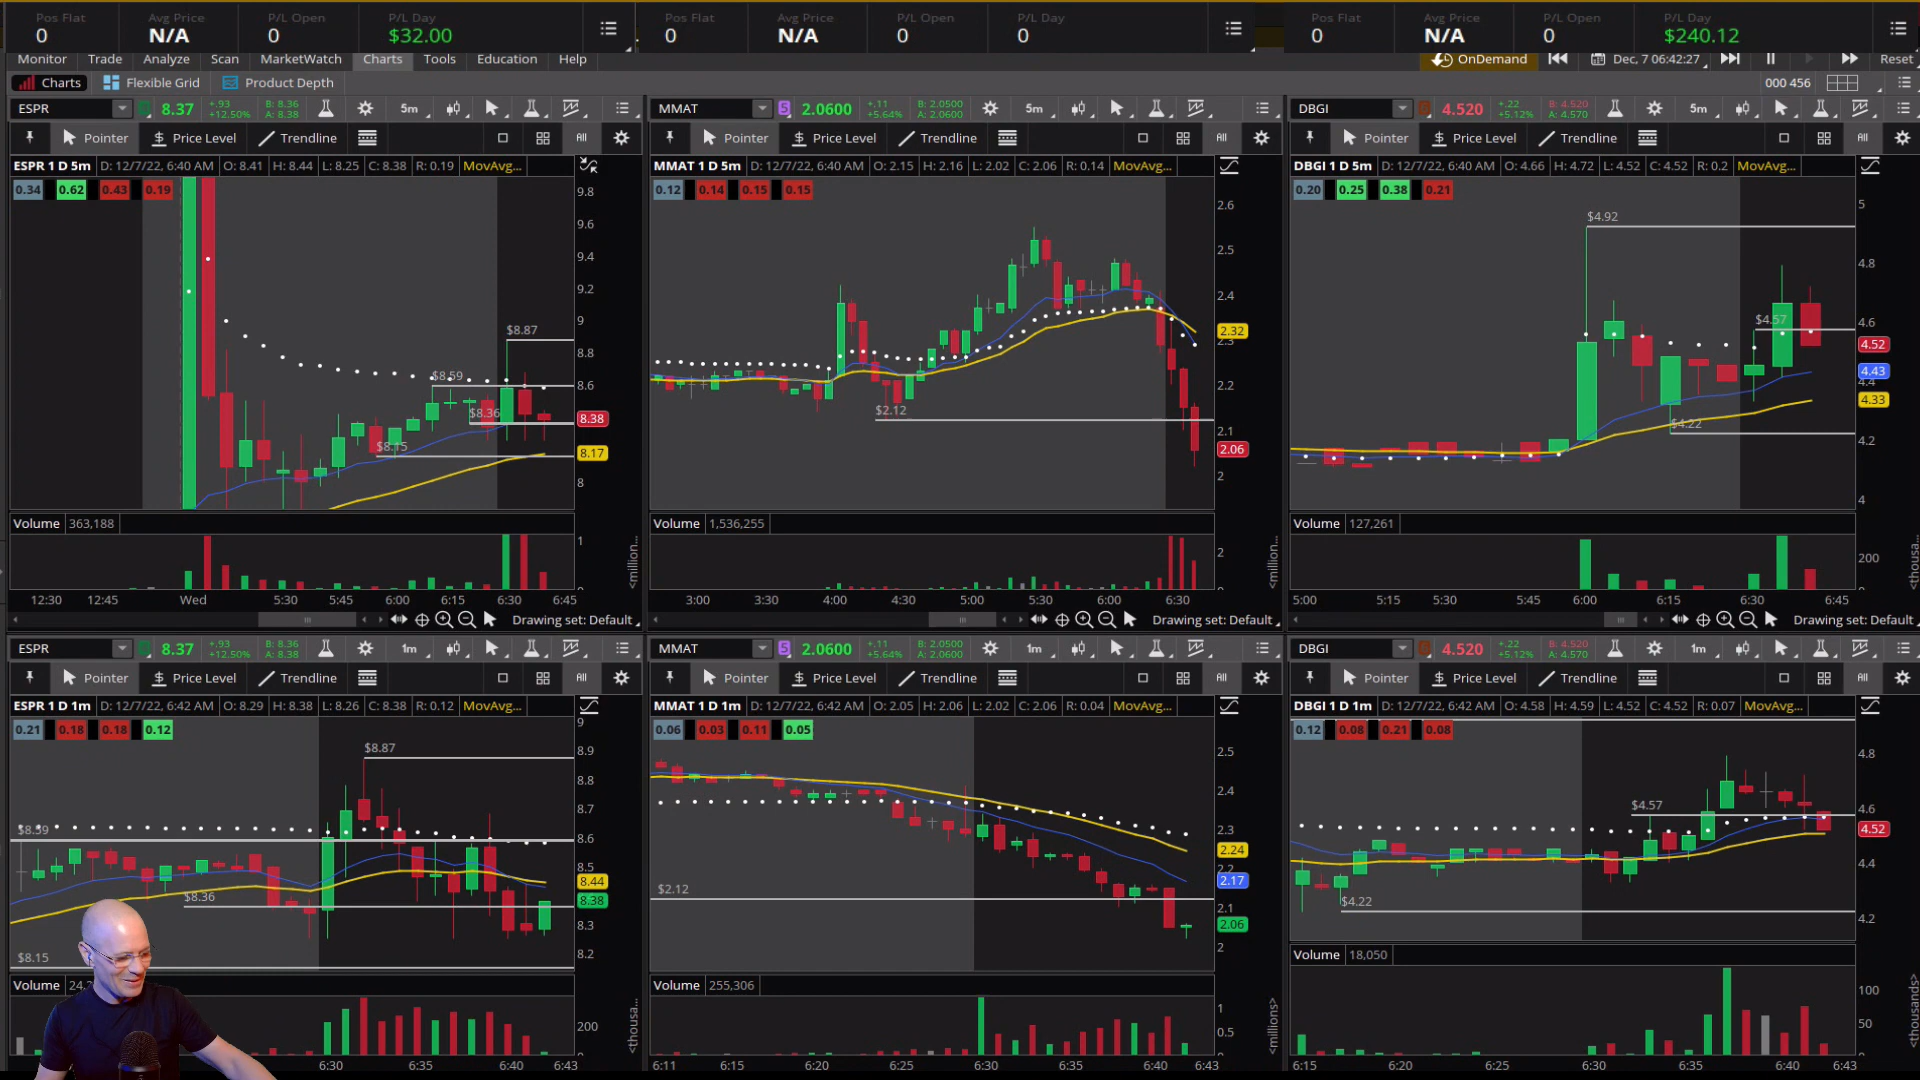 Pos Flat Avg Price P/L Open P/L Day Pos Flat Avg Price P/L Open P/L Day Pos Flat Avg Price P/L Open P/L Day
0 N/A 0 $32.00 0 N/A 0 0 0 N/A 0 $240.12
Monitor Trade Analyze Scan MarketWatch Charts Tools Education Help OnDemand Dec, 7 06:42:27 Reset
Charts Flexible Grid Product Depth 000 456
ESPR 8.37 +.93 +12.50% B: 8.36 A: 8.38 5m
MMAT S 2.0600 +.11 +5.64% B: 2.0500 A: 2.0600 5m
DBGI 4.520 +.22 +5.12% B: 4.520 A: 4.570 5m
Pointer Price Level Trendline All
Pointer Price Level Trendline All
Pointer Price Level Trendline All
ESPR 1 D 5m D: 12/7/22, 6:40 AM O: 8.41 H: 8.44 L: 8.25 C: 8.38 R: 0.19 MovAvg...
MMAT 1 D 5m D: 12/7/22, 6:40 AM O: 2.15 H: 2.16 L: 2.02 C: 2.06 R: 0.14 MovAvg...
DBGI 1 D 5m D: 12/7/22, 6:40 AM O: 4.66 H: 4.72 L: 4.52 C: 4.52 R: 0.2 MovAvg...
0.34 0.62 0.43 0.19
9.8
9.6
9.4
9.2
9
$8.87
8.8
$8.59 8.6
$8.36 8.38
$8.15 8.17
8
0.12 0.14 0.15 0.15
2.6
2.5
2.4
2.32
2.3
2.2
$2.12
2.1
2.06
2
0.20 0.25 0.38 0.21
5
$4.92
4.8
$4.57 4.6
4.52
4.43
4.4
4.33
$4.22
4.2
4
Volume 363,188
1
0
<million...
12:30 12:45 Wed 5:30 5:45 6:00 6:15 6:30 6:45
Drawing set: Default
Volume 1,536,255
2
0
<million...
3:00 3:30 4:00 4:30 5:00 5:30 6:00 6:30
Drawing set: Default
Volume 127,261
200
0
<thousa...
5:00 5:15 5:30 5:45 6:00 6:15 6:30 6:45
Drawing set: Default
ESPR 8.37 +.93 +12.50% B: 8.36 A: 8.38 1m
MMAT S 2.0600 +.11 +5.64% B: 2.0500 A: 2.0600 1m
DBGI 4.520 +.22 +5.12% B: 4.520 A: 4.570 1m
Pointer Price Level Trendline All
Pointer Price Level Trendline All
Pointer Price Level Trendline All
ESPR 1 D 1m D: 12/7/22, 6:42 AM O: 8.29 H: 8.38 L: 8.26 C: 8.38 R: 0.12 MovAvg...
MMAT 1 D 1m D: 12/7/22, 6:42 AM O: 2.05 H: 2.06 L: 2.02 C: 2.06 R: 0.04 MovAvg...
DBGI 1 D 1m D: 12/7/22, 6:42 AM O: 4.58 H: 4.59 L: 4.52 C: 4.52 R: 0.07 MovAvg...
0.21 0.18 0.18 0.12
9
$8.87 8.9
8.8
8.7
$8.59 8.6
8.5
8.44
$8.36 8.38
8.3
$8.15 8.2
0.06 0.03 0.11 0.05
2.5
2.4
2.3
2.24
2.2
2.17
$2.12
2.1
2.06
2
0.12 0.08 0.21 0.08
4.8
$4.57 4.6
4.52
4.4
$4.22 4.2
Volume
200
<thousa...
6:30 6:35 6:40 6:43
Volume 255,306
1
0.5
0
<millions>
6:11 6:15 6:20 6:25 6:30 6:35 6:40 6:43
Volume 18,050
100
50
0
<thousands>
6:15 6:20 6:25 6:30 6:35 6:40 6:43